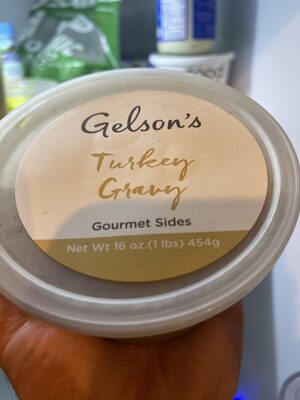 Gelson's
Turkey
Gravy
Gourmet Sides
Net Wt 16 oz.(1 lbs) 454g